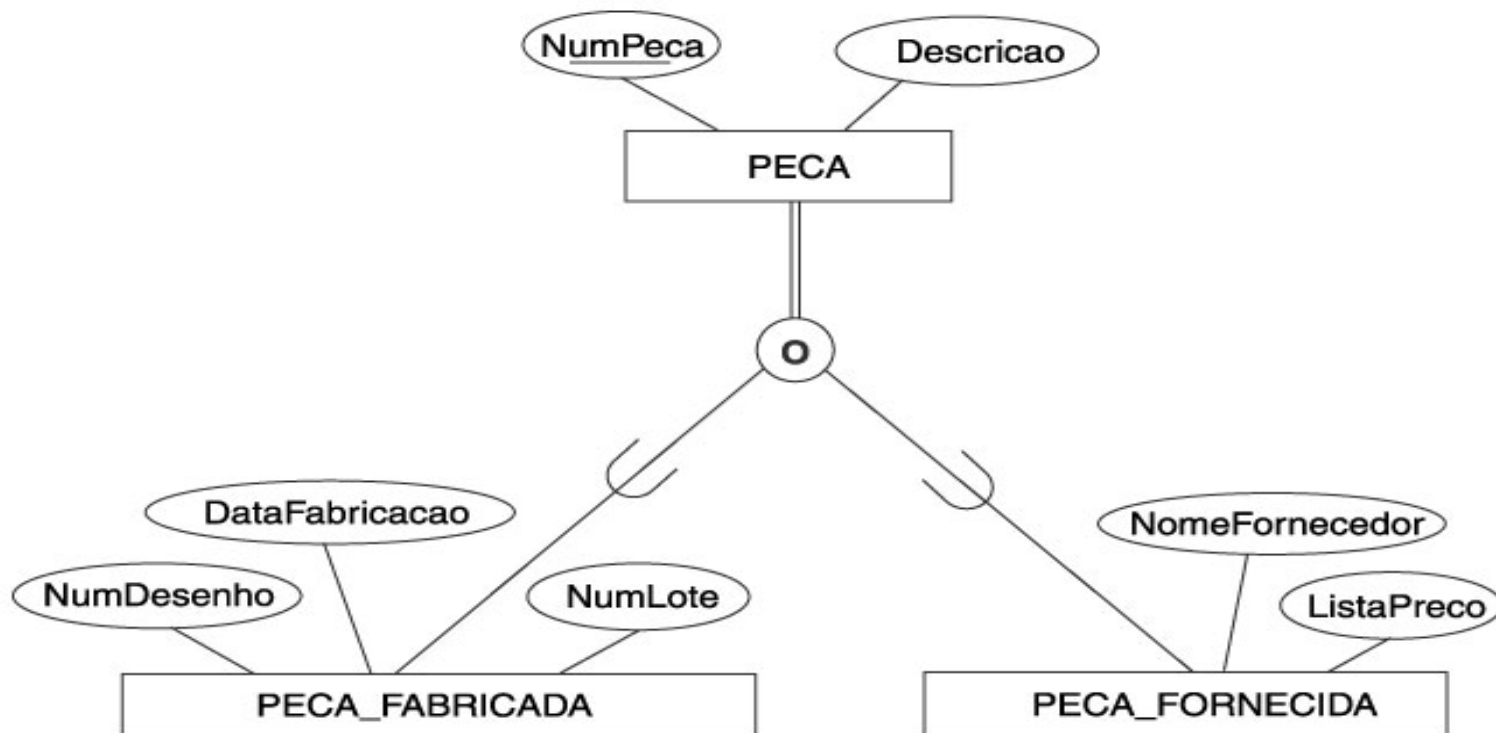 NumPeca
Descricao
PECA
O
DataFabricacao
NumDesenho
NumLote
NomeFornecedor
ListaPreco
PECA_FABRICADA
PECA_FORNECIDA